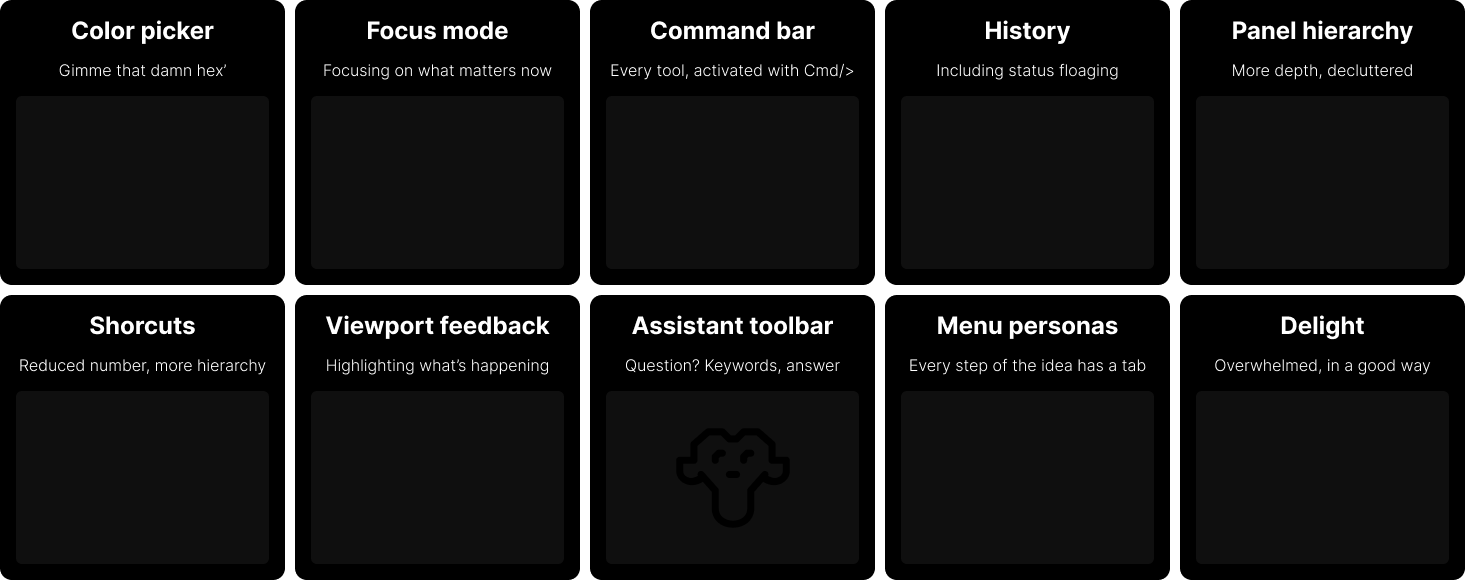 Color picker
Gimme that damn hex’
Focus mode
Focusing on what matters now
Command bar
Every tool, activated with Cmd/>
History
Including status floaging
Panel hierarchy
More depth, decluttered
Shorcuts
Reduced number, more hierarchy
Viewport feedback
Highlighting what’s happening
Assistant toolbar
Question? Keywords, answer
Menu personas
Every step of the idea has a tab
Delight
Overwhelmed, in a good way